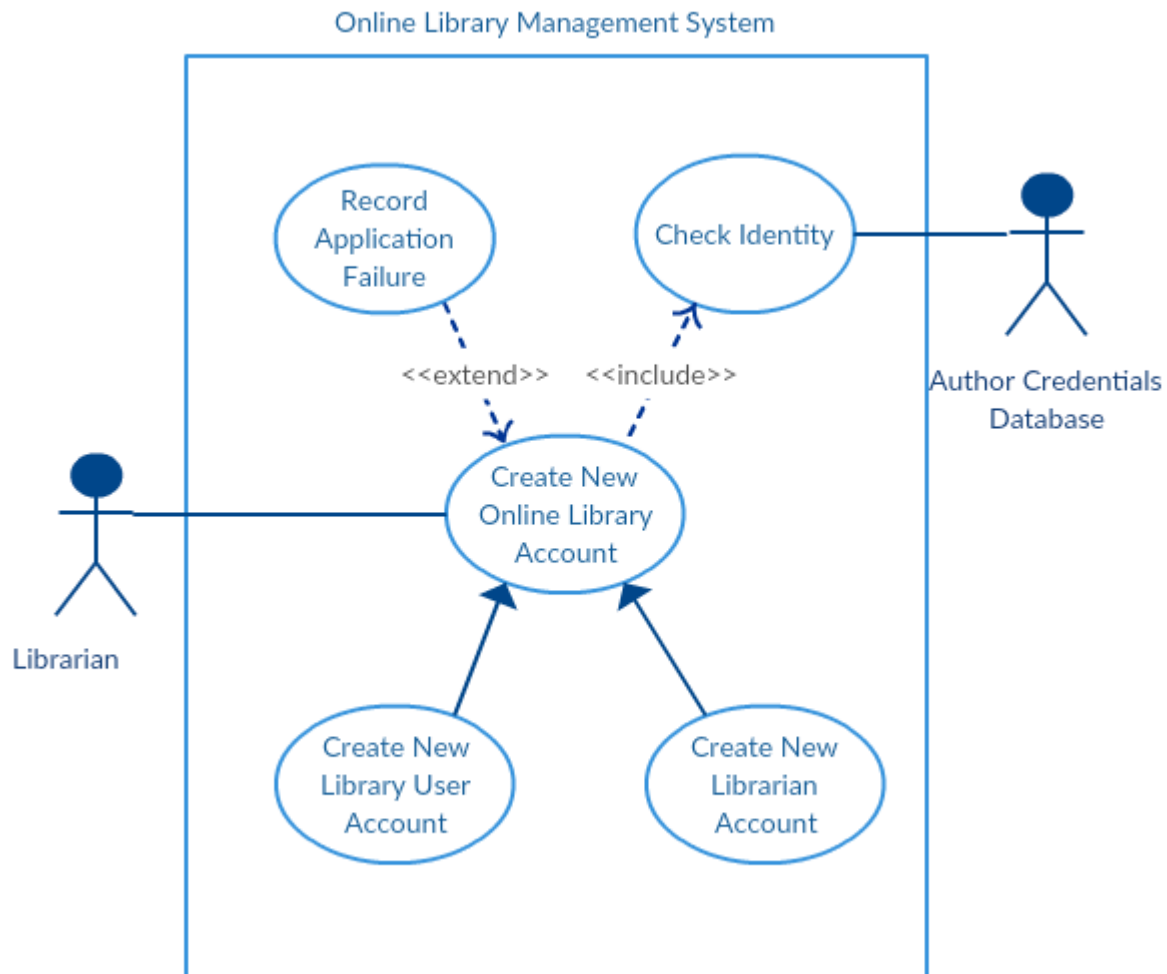 Online Library Management System
Record
Application
Failure
Check Identity
<<extend>>
<<include>>
Author Credentials
Database
Create New
Online Library
Account
Librarian
Create New
Library User
Account
Create New
Librarian
Account